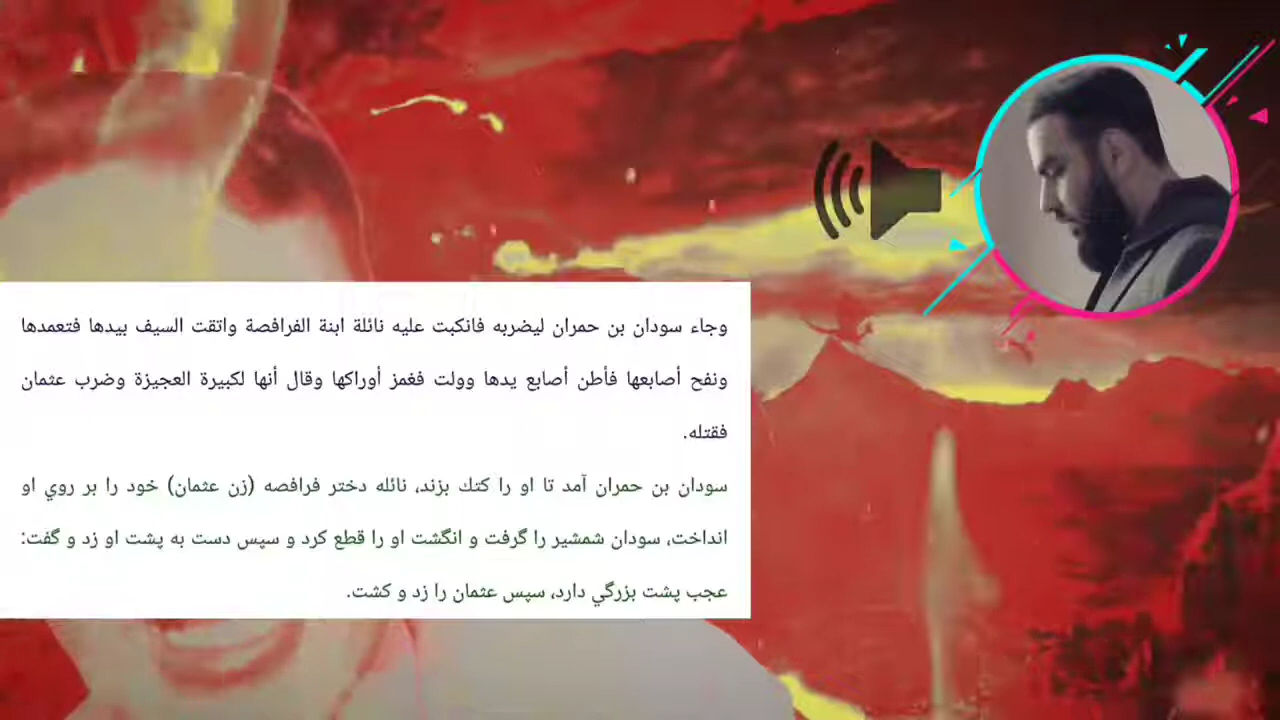 وجاء سودان بن حمران ليضربه فانكبت عليه نائلة ابنة الفرافصة واتقت السيف بيدها فتعمدها
ونفح أصابعها فأطن أصابع يدها وولت فغمز أوراكها وقال أنها لكبيرة العجيزة وضرب عثمان
فقتله.
سودان بن حمران آمد تا او را كتك بزند، نائله دختر فرافصه (زن عثمان) خود را بر روي او
انداخت، سودان شمشير را گرفت و انگشت او را قطع كرد و سپس دست به پشت او زد و گفت:
عجب پشت بزرگي دارد، سپس عثمان را زد و كشت.